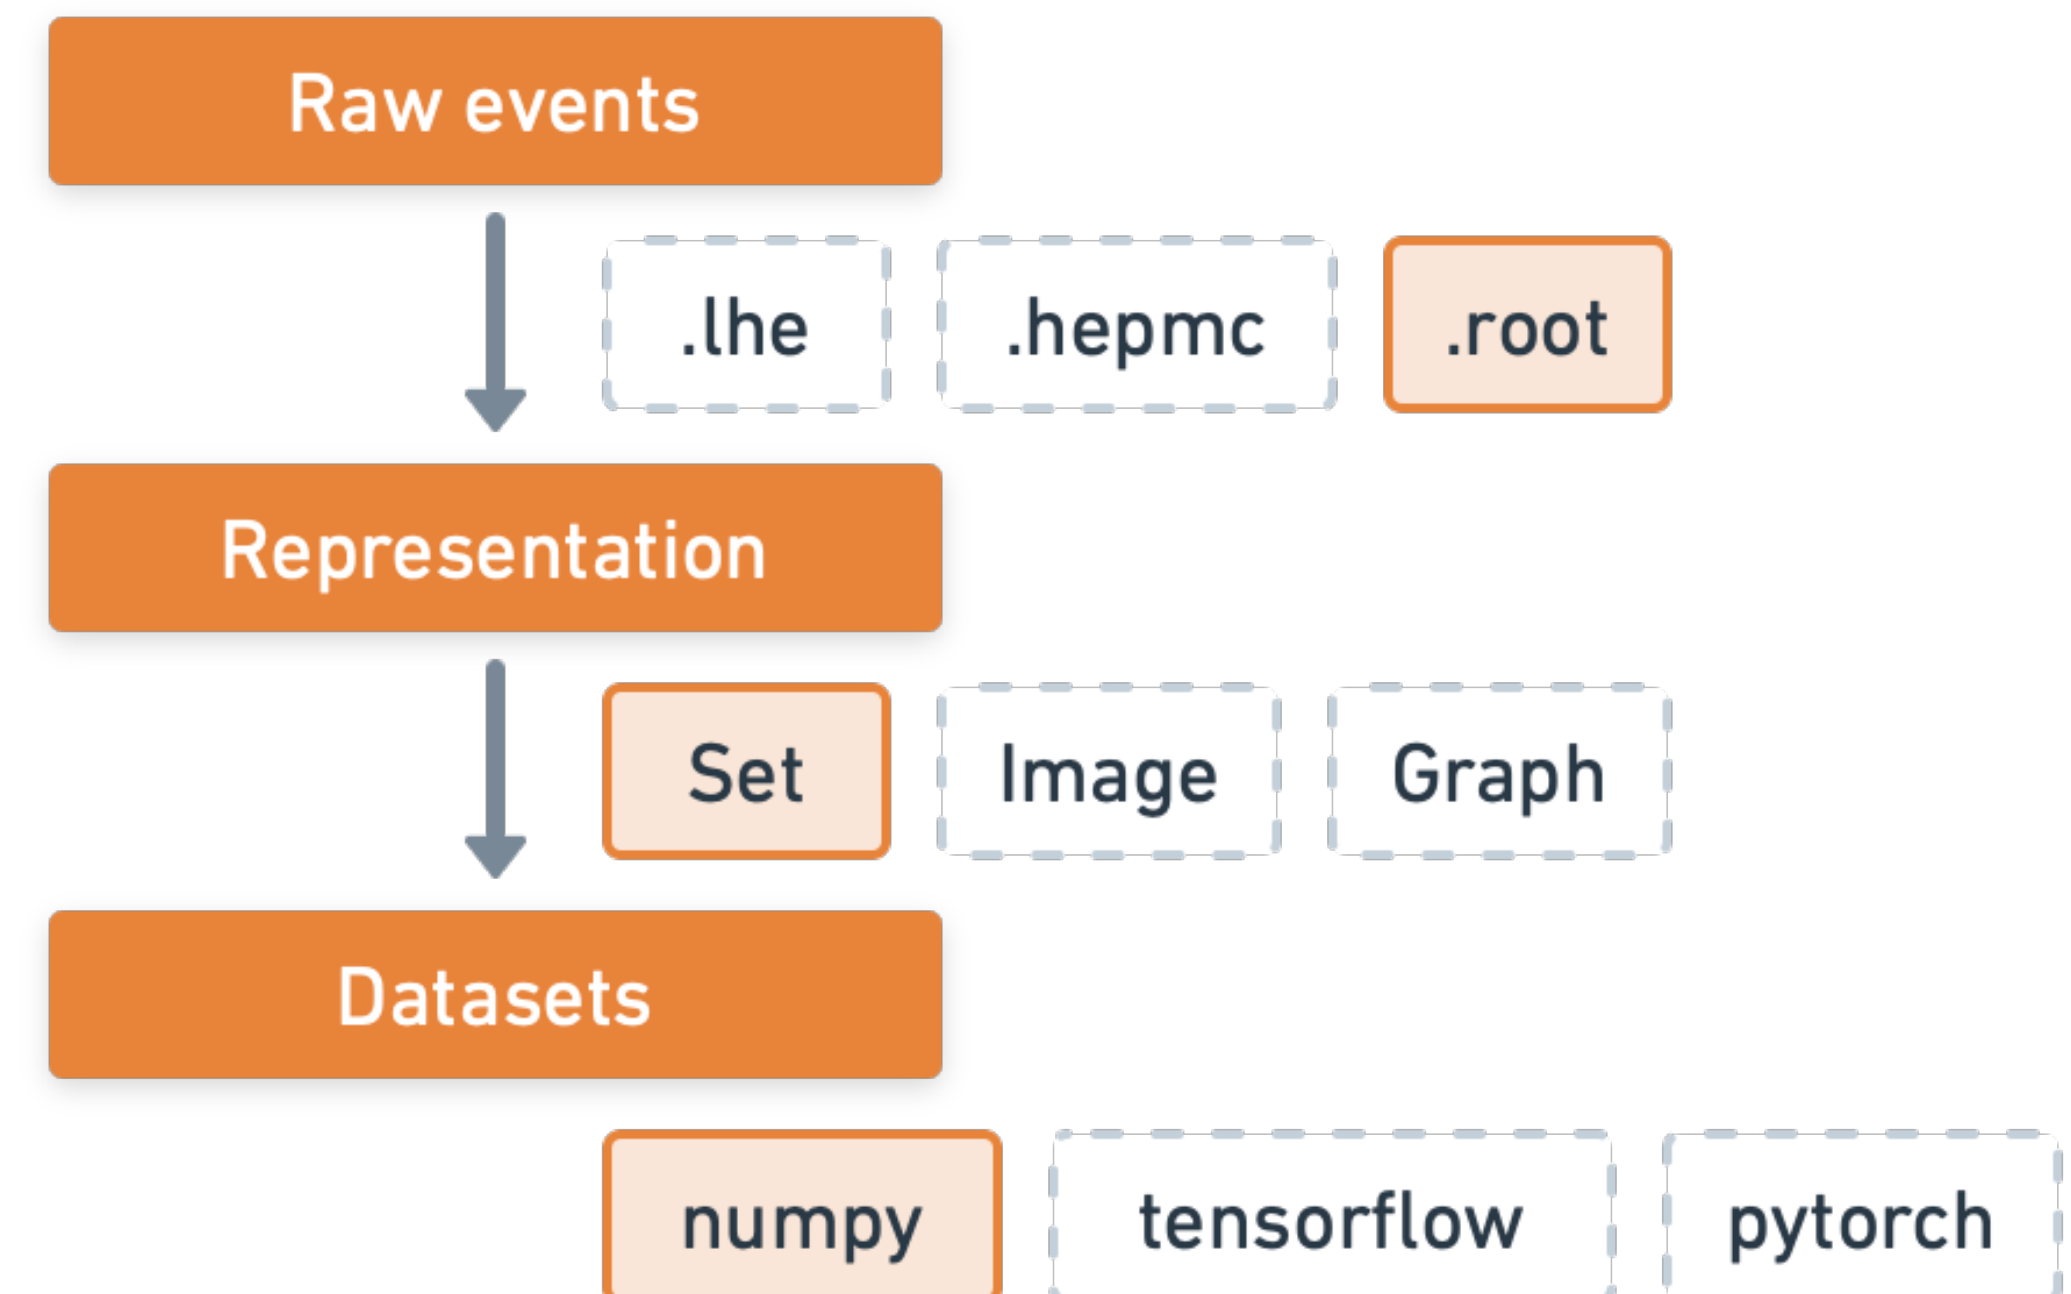 Raw events
.lhe .hepmc .root
Representation
Set Image Graph
Datasets
numpy tensorflow pytorch